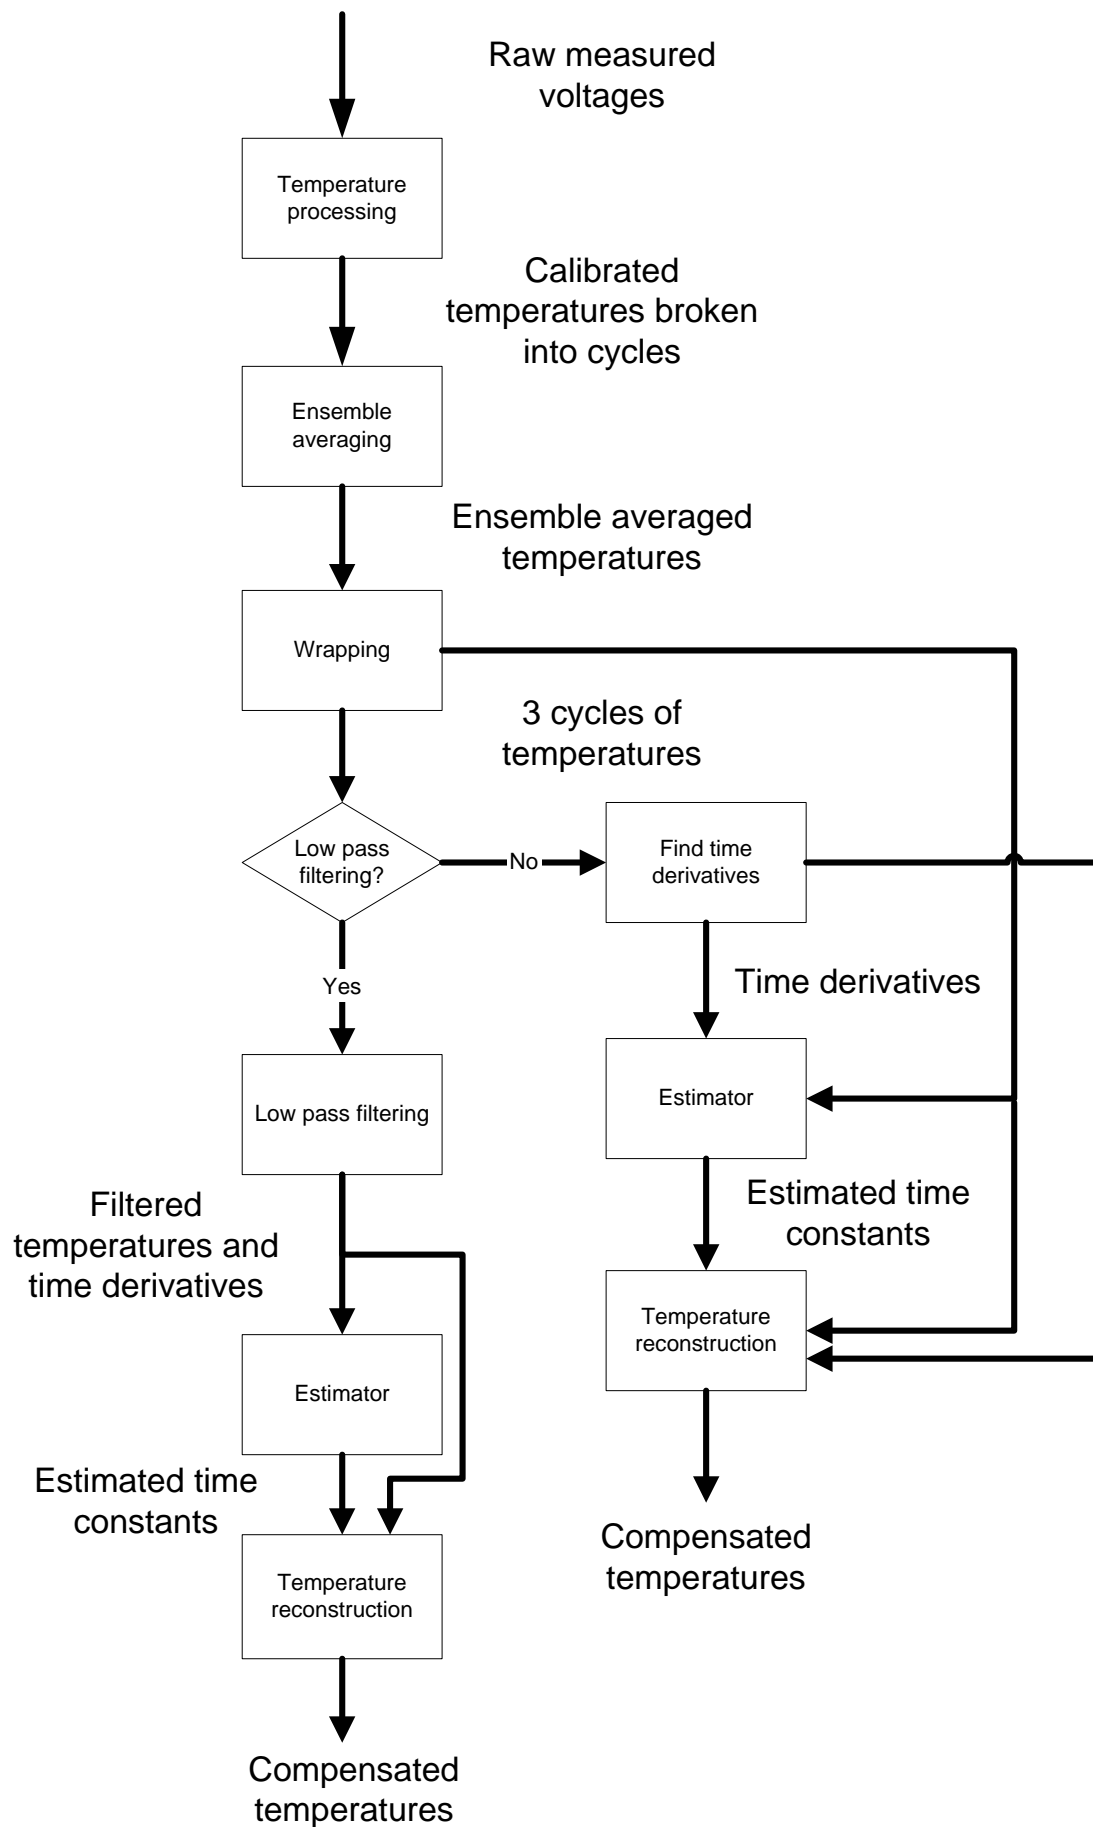 Raw measured
voltages
Temperature
processing
Calibrated
temperatures broken
into cycles
Ensemble
averaging
Ensemble averaged
temperatures
Wrapping
3 cycles of
temperatures
Low pass
filtering?
No
Find time
derivatives
Yes
Time derivatives
Low pass filtering
Estimator
Filtered
temperatures and
time derivatives
Estimated time
constants
Temperature
reconstruction
Estimator
Estimated time
constants
Compensated
temperatures
Temperature
reconstruction
Compensated
temperatures